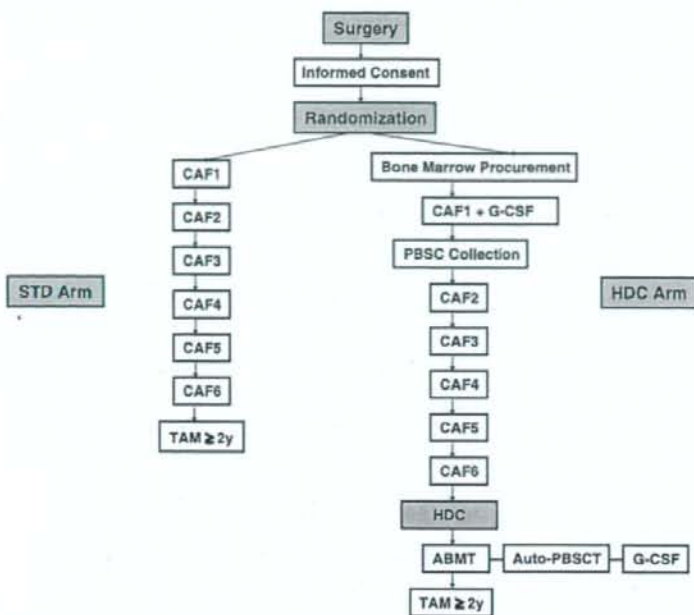 Surgery
Informed Consent
Randomization
CAF1
CAF2
CAF3
CAF4
CAF5
CAF6
TAM ≧ 2y
STD Arm
Bone Marrow Procurement
CAF1 + G-CSF
PBSC Collection
CAF2
CAF3
CAF4
CAF5
CAF6
HDC
ABMT
Auto-PBSCT
G-CSF
TAM ≧ 2y
HDC Arm